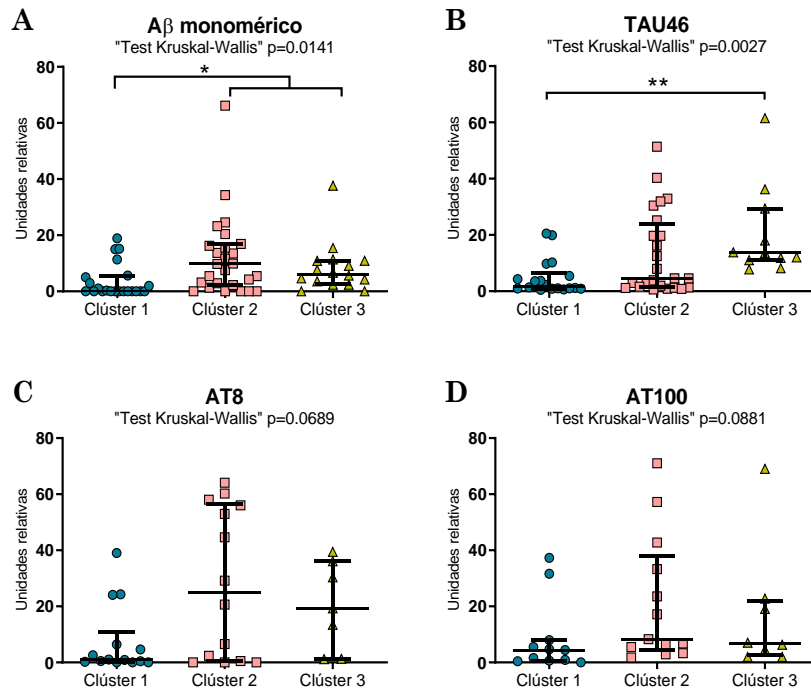 A
Aβ monomérico
"Test Kruskal-Wallis" p=0.0141
*
80
60
40
20
0
Unidades relativas
Clúster 1 Clúster 2 Clúster 3
B
TAU46
"Test Kruskal-Wallis" p=0.0027
**
80
60
40
20
0
Unidades relativas
Clúster 1 Clúster 2 Clúster 3
C
AT8
"Test Kruskal-Wallis" p=0.0689
80
60
40
20
0
Unidades relativas
Clúster 1 Clúster 2 Clúster 3
D
AT100
"Test Kruskal-Wallis" p=0.0881
80
60
40
20
0
Unidades relativas
Clúster 1 Clúster 2 Clúster 3